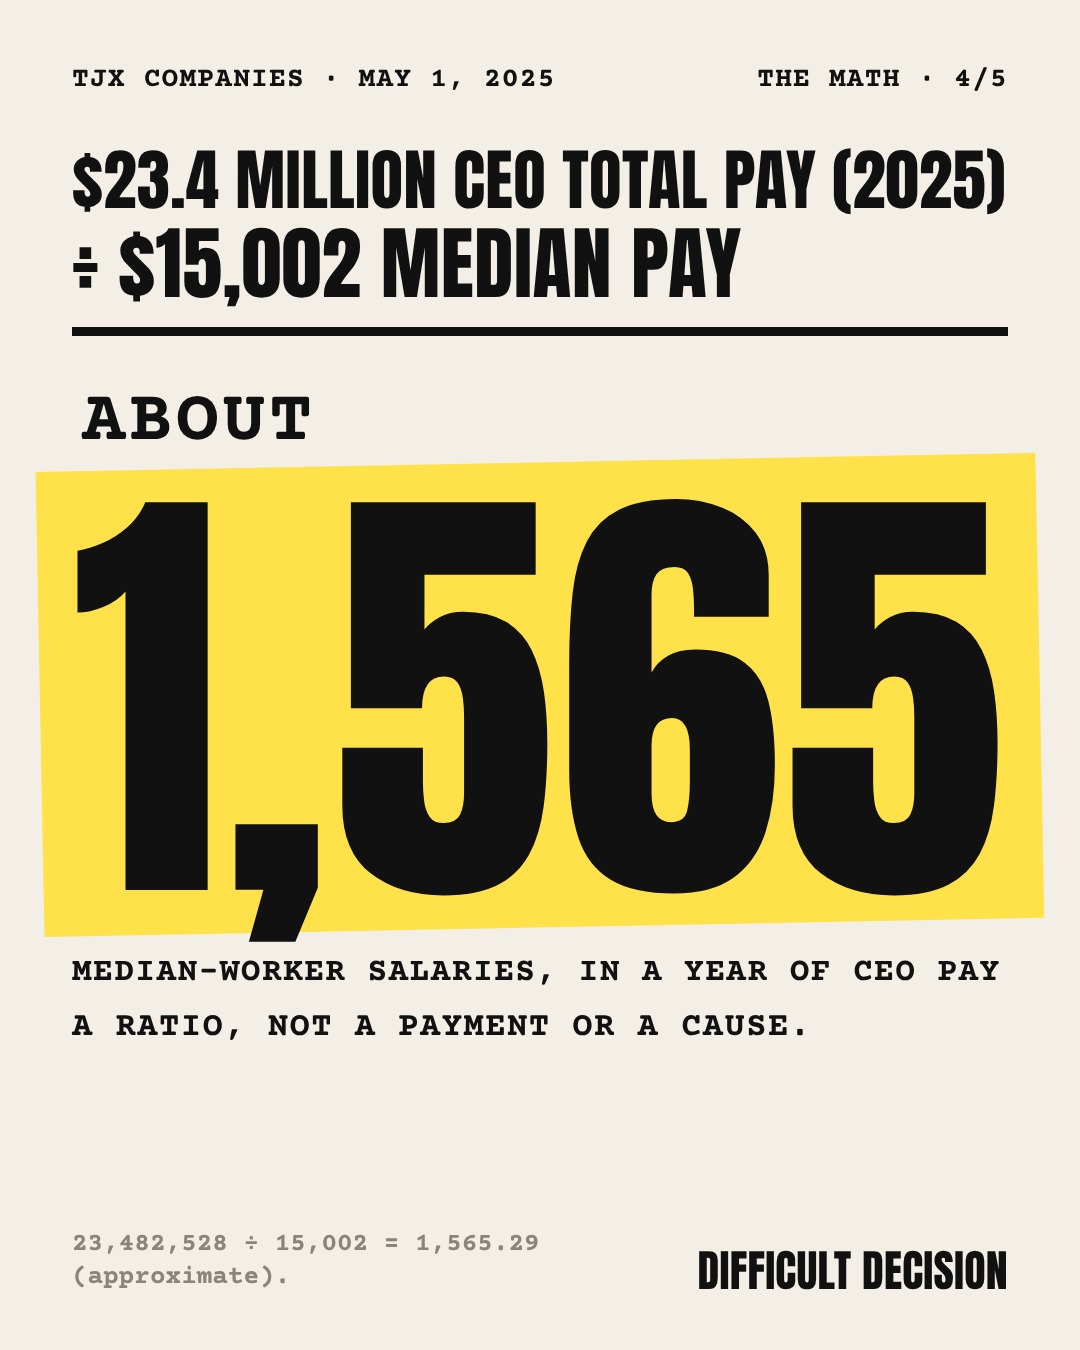 TJX COMPANIES · MAY 1, 2025
THE MATH · 4/5
$23.4 MILLION CEO TOTAL PAY (2025)
÷ $15,002 MEDIAN PAY
ABOUT
1,565
MEDIAN-WORKER SALARIES, IN A YEAR OF CEO PAY
A RATIO, NOT A PAYMENT OR A CAUSE.
23,482,528 ÷ 15,002 = 1,565.29
(approximate).
DIFFICULT DECISION